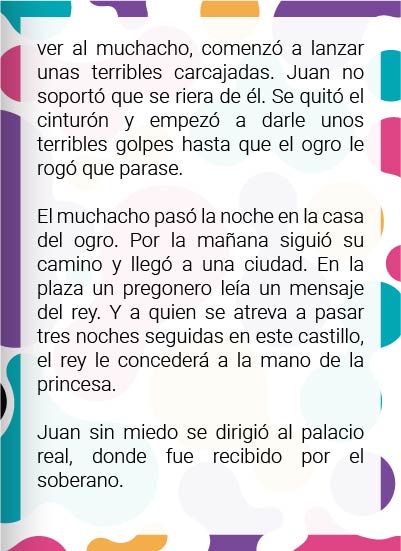 ver al muchacho, comenzó a lanzar
unas terribles carcajadas. Juan no
soportó que se riera de él. Se quitó el
cinturón y empezó a darle unos
terribles golpes hasta que el ogro le
rogó que parase.
El muchacho pasó la noche en la casa
del ogro. Por la mañana siguió su
camino y llegó a una ciudad. En la
plaza un pregonero leía un mensaje
del rey. Y a quien se atreva a pasar
tres noches seguidas en este castillo,
el rey le concederá a la mano de la
princesa.
Juan sin miedo se dirigió al palacio
real, donde fue recibido por el
soberano.